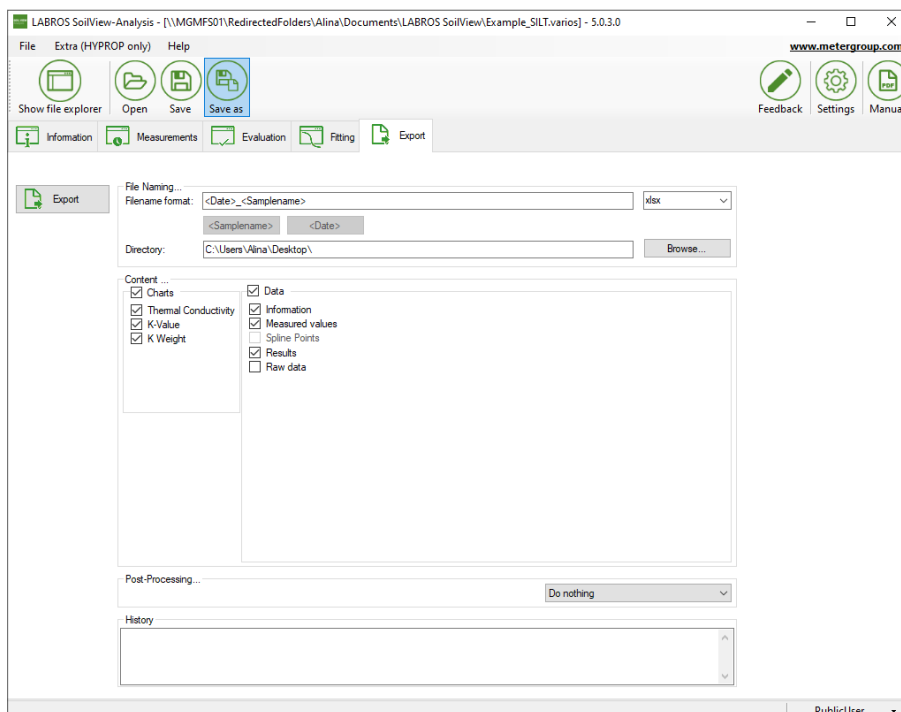 LABROS SoilView-Analysis - [\\MGMFS01\RedirectedFolders\Alina\Documents\LABROS SoilView\Example_SILT.varios] - 5.0.3.0
File Extra (HYPROP only) Help www.metergroup.com
Show file explorer Open Save Save as Feedback Settings Manua
Information Measurements Evaluation Fitting Export
Export
File Naming...
Filename format: <Date>_<Samplename> xlsx
<Samplename> <Date>
Directory: C:\Users\Alina\Desktop\ Browse...
Content ...
Charts Data
Thermal Conductivity Information
K-Value Measured values
K Weight Spline Points
Results
Raw data
Post-Processing...
Do nothing
History
PublicUser